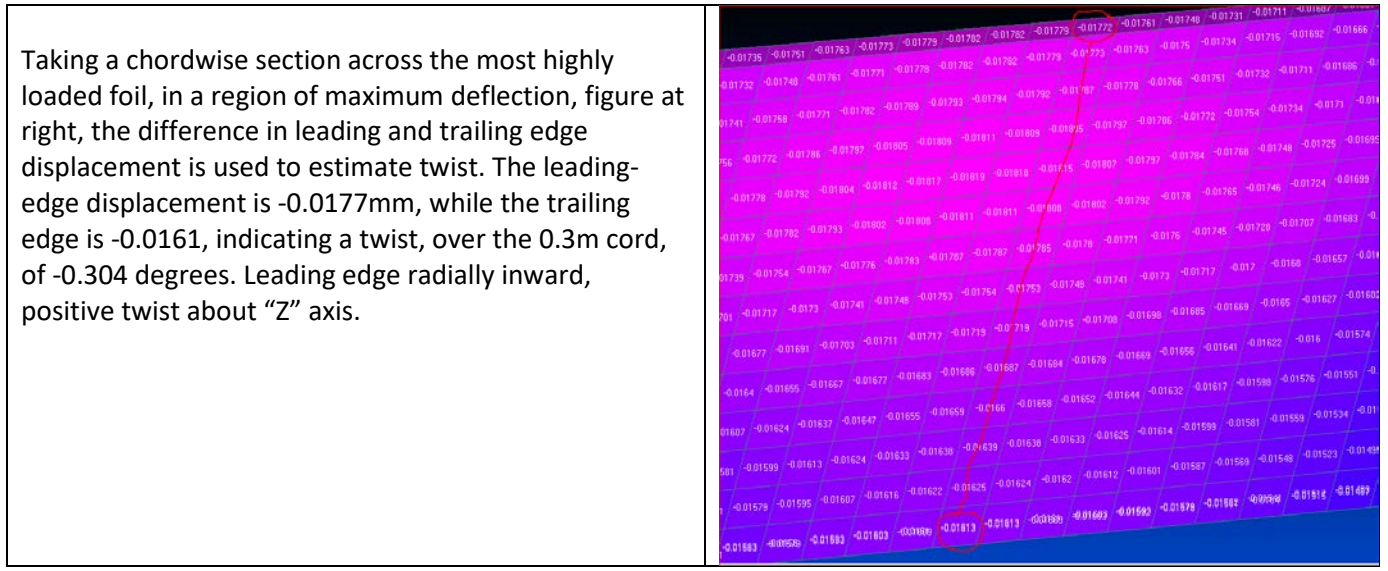 Taking a chordwise section across the most highly
loaded foil, in a region of maximum deflection, figure at
right, the difference in leading and trailing edge
displacement is used to estimate twist. The leading-
edge displacement is -0.0177mm, while the trailing
edge is -0.0161, indicating a twist, over the 0.3m cord,
of -0.304 degrees. Leading edge radially inward,
positive twist about “Z” axis.
-0.01735 -0.01751 -0.01763 -0.01773 -0.01779 -0.01782 -0.01782 -0.01779 -0.01772 -0.01761 -0.01748 -0.01731 -0.01711 -0.01687
-0.01732 -0.01748 -0.01761 -0.01771 -0.01778 -0.01782 -0.01782 -0.01779 -0.01773 -0.01763 -0.0175 -0.01734 -0.01715 -0.01692 -0.01666
01741 -0.01758 -0.01771 -0.01782 -0.01789 -0.01793 -0.01794 -0.01792 -0.01787 -0.01778 -0.01766 -0.01751 -0.01732 -0.01711 -0.01686
756 -0.01772 -0.01786 -0.01797 -0.01805 -0.01809 -0.01811 -0.01809 -0.01797 -0.01786 -0.01772 -0.01754 -0.01734 -0.0171
-0.01778 -0.01792 -0.01804 -0.01812 -0.01817 -0.01819 -0.01818 -0.01815 -0.01807 -0.01797 -0.01784 -0.01768 -0.01748 -0.01725 -0.01695
-0.01767 -0.01782 -0.01793 -0.01802 -0.01808 -0.01811 -0.01811 -0.01808 -0.01802 -0.01792 -0.0178 -0.01765 -0.01746 -0.01724 -0.01699
01739 -0.01754 -0.01767 -0.01776 -0.01783 -0.01787 -0.01787 -0.01785 -0.0178 -0.01771 -0.0176 -0.01745 -0.01728 -0.01707 -0.01683
701 -0.01717 -0.0173 -0.01741 -0.01748 -0.01753 -0.01754 -0.01753 -0.01748 -0.01741 -0.0173 -0.01717 -0.017 -0.0168 -0.01657
-0.01677 -0.01691 -0.01703 -0.01711 -0.01717 -0.01719 -0.01719 -0.01715 -0.01708 -0.01698 -0.01685 -0.01669 -0.0165 -0.01627 -0.01602
-0.0164 -0.01655 -0.01667 -0.01677 -0.01683 -0.01686 -0.01687 -0.01684 -0.01678 -0.01669 -0.01656 -0.01641 -0.01622 -0.016 -0.01574
01607 -0.01624 -0.01637 -0.01647 -0.01655 -0.01659 -0.0166 -0.01658 -0.01652 -0.01644 -0.01632 -0.01617 -0.01598 -0.01576 -0.01551
581 -0.01599 -0.01613 -0.01624 -0.01633 -0.01638 -0.01639 -0.01638 -0.01633 -0.01625 -0.01614 -0.01599 -0.01581 -0.01559 -0.01534
-0.01579 -0.01595 -0.01607 -0.01616 -0.01622 -0.01625 -0.01624 -0.0162 -0.01612 -0.01601 -0.01587 -0.01569 -0.01548 -0.01523
-0.01583 -0.01593 -0.01603 -0.01613 -0.01613 -0.01603 -0.01592 -0.01578